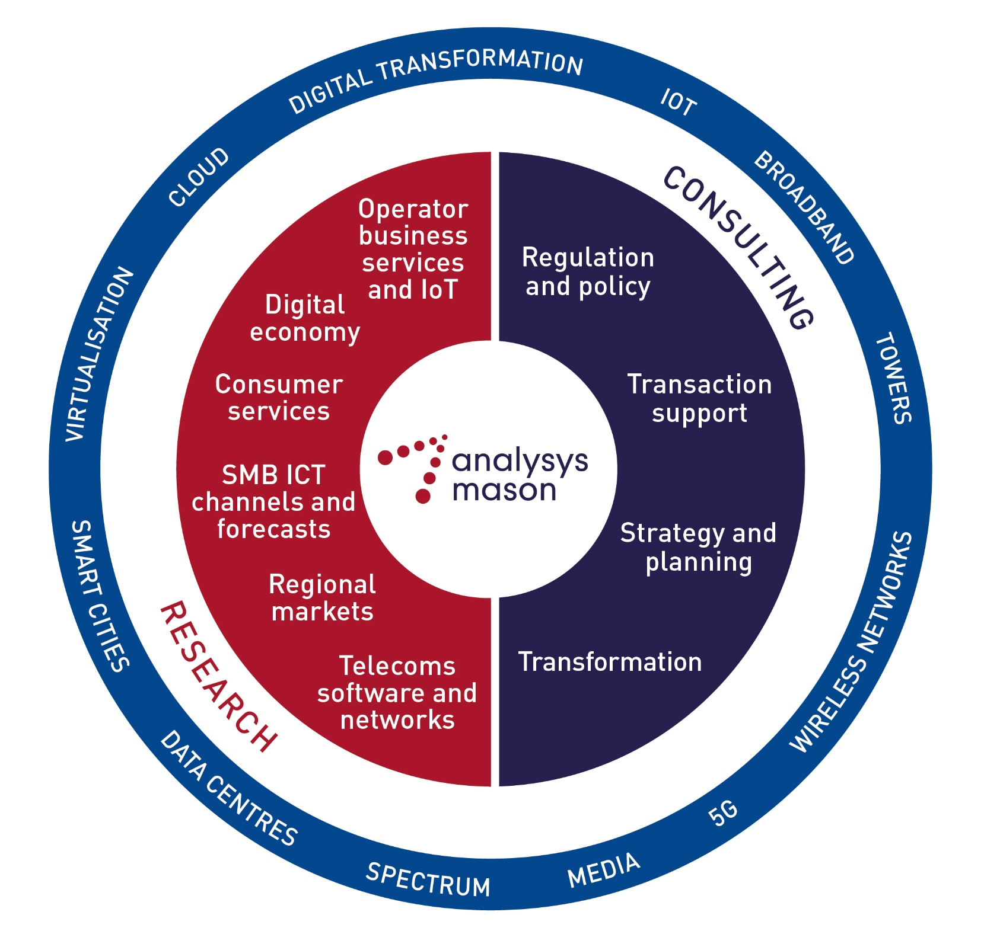 DIGITAL TRANSFORMATION
IOT
BROADBAND
TOWERS
WIRELESS NETWORKS
5G
MEDIA
SPECTRUM
DATA CENTRES
SMART CITIES
VIRTUALISATION
CLOUD
CONSULTING
Regulation
and policy
Transaction
support
Strategy and
planning
Transformation
RESEARCH
Operator
business
services
and IoT
Digital
economy
Consumer
services
SMB ICT
channels and
forecasts
Regional
markets
Telecoms
software and
networks
analysys
mason